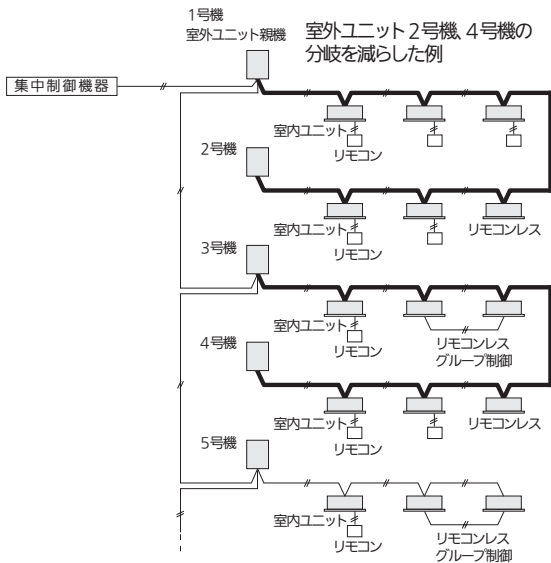 1号機
室外ユニット親機
室外ユニット2号機、4号機の
分岐を減らした例
集中制御機器
室内ユニット
リモコン
2号機
室内ユニット
リモコン
リモコンレス
3号機
室内ユニット
リモコン
リモコンレス
グループ制御
4号機
室内ユニット
リモコン
リモコンレス
5号機
室内ユニット
リモコン
リモコンレス
グループ制御